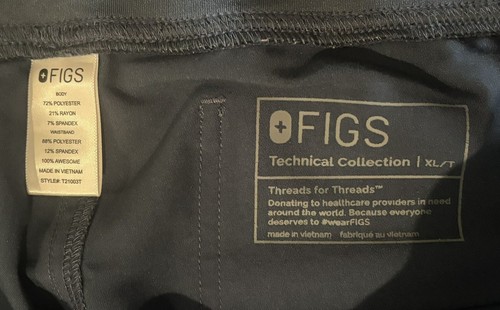 FIGS
BODY
72% POLYESTER
21% RAYON
7% SPANDEX
WAISTBAND
88% POLYESTER
12% SPANDEX
100% AWESOME
MADE IN VIETNAM
STYLE#: T21003T
FIGS
Technical Collection | XL/T
Threads for Threads™
Donating to healthcare providers in need
around the world. Because everyone
deserves to #wearFIGS
made in vietnam fabriqué au vietnam